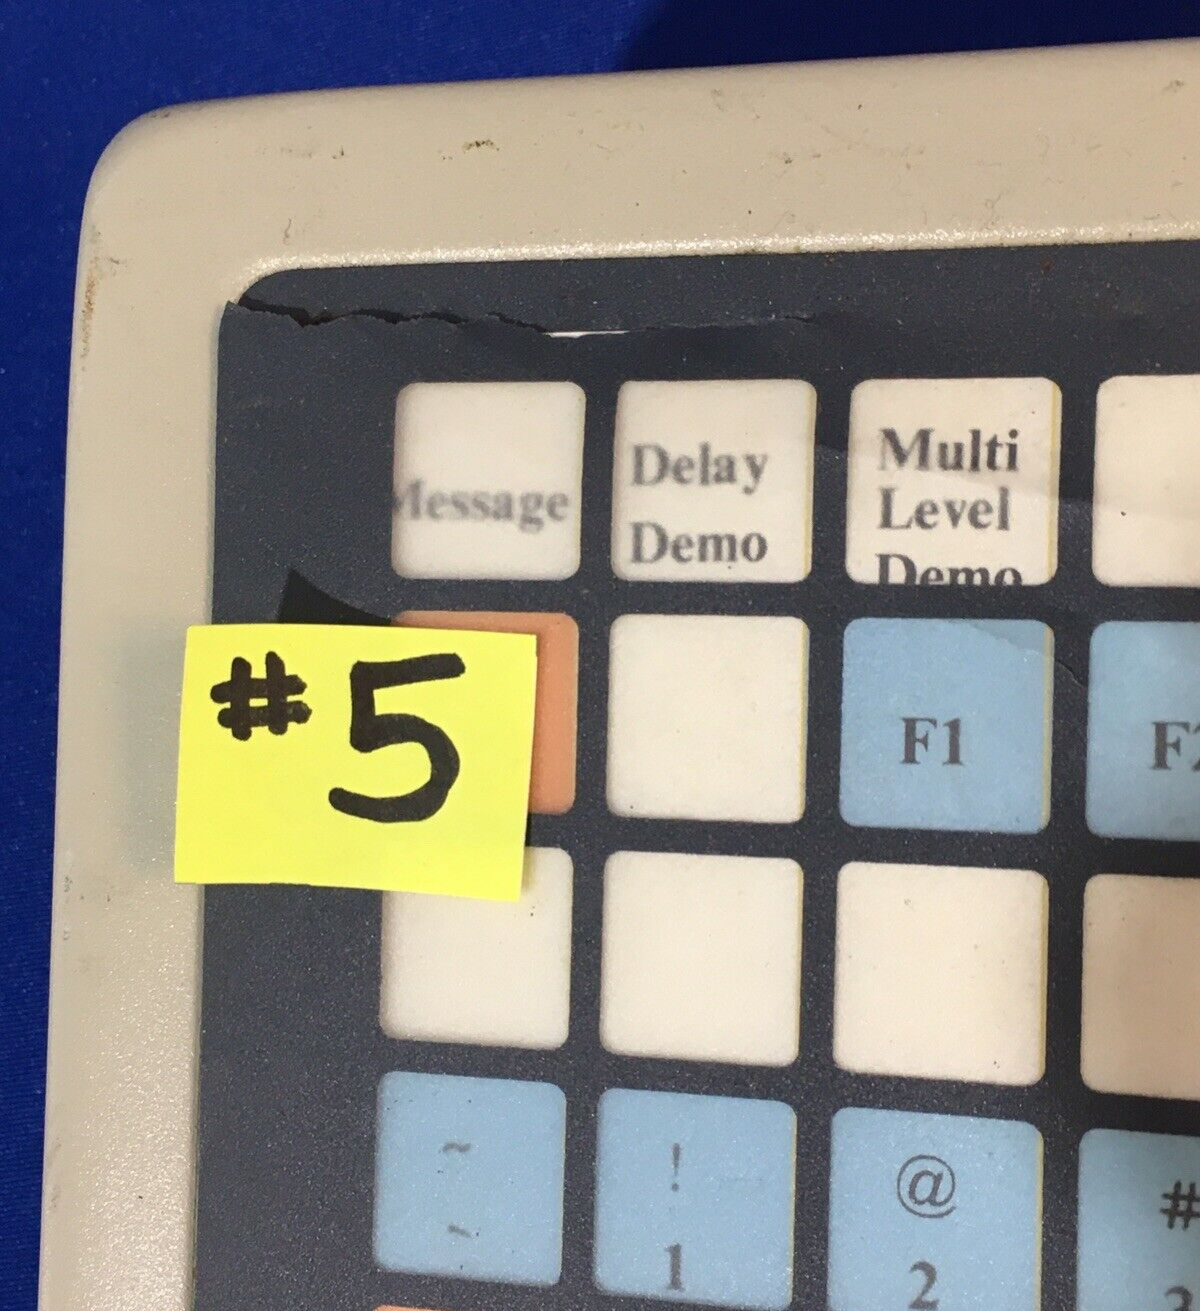 Message
Delay
Demo
Multi
Level
Demo
#5
F1
~
`
!
1
@
2
#